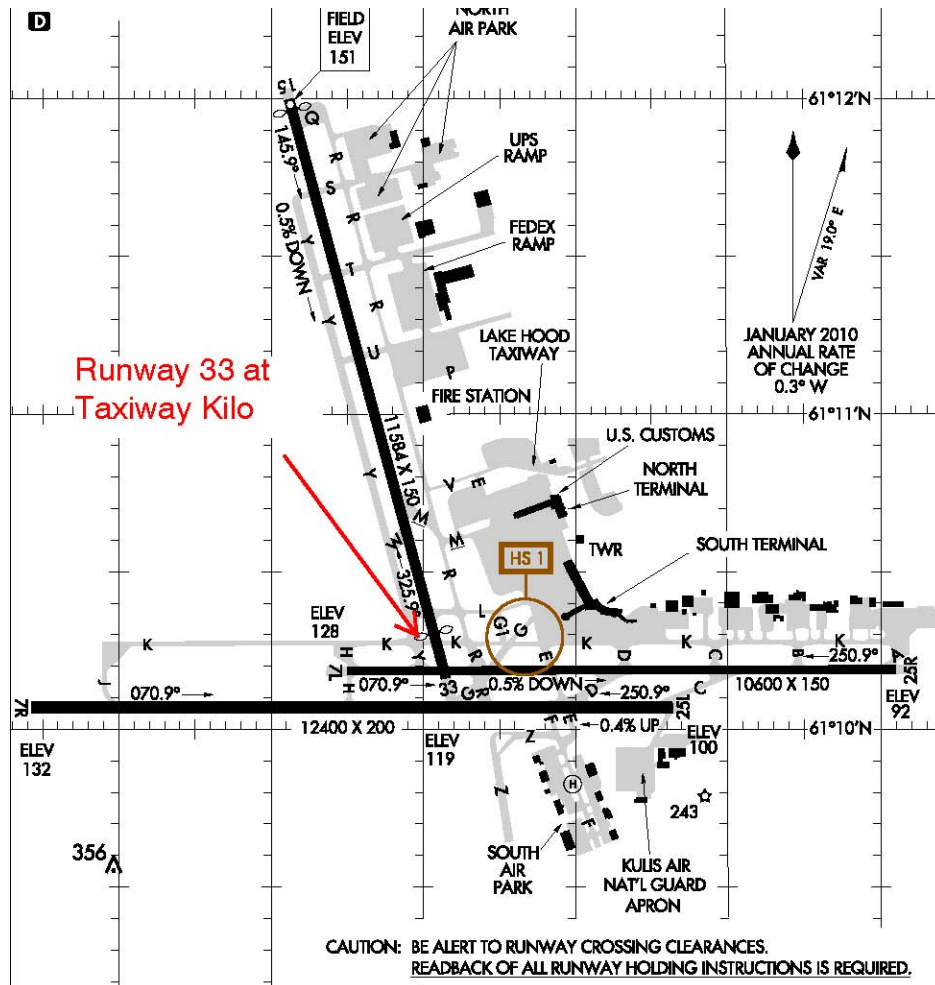 D
FIELD
ELEV
151
NORTH
AIR PARK
61°12'N
15
Q
145.9°
R
S
R
UPS
RAMP
0.5% DOWN
Y
Y
T
R
FEDEX
RAMP
VAR 19.0° E
JANUARY 2010
ANNUAL RATE
OF CHANGE
0.3° W
LAKE HOOD
TAXIWAY
U
P
Runway 33 at
Taxiway Kilo
FIRE STATION
61°11'N
11584 X 150
U.S. CUSTOMS
NORTH
TERMINAL
Y
V
E
W
W
W
R
HS 1
TWR
SOUTH TERMINAL
325.9°
ELEV
128
L
G1
G
K
K
K
K
K
K
H
Y
R
E
D
C
B
A
250.9°
25R
J
7L
H
070.9°
070.9°
33
G
R
0.5% DOWN
D
250.9°
C
10600 X 150
ELEV
92
7R
12400 X 200
25L
F
E
0.4% UP
61°10'N
ELEV
132
ELEV
119
Z
ELEV
100
Z
H
243
F
356
SOUTH
AIR
PARK
KULIS AIR
NAT'L GUARD
APRON
CAUTION: BE ALERT TO RUNWAY CROSSING CLEARANCES.
READBACK OF ALL RUNWAY HOLDING INSTRUCTIONS IS REQUIRED.